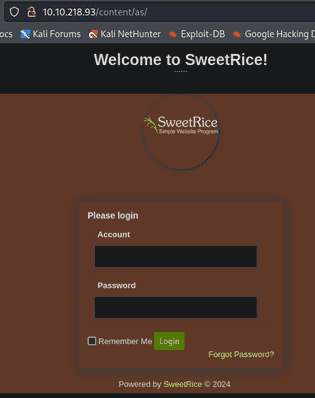 10.10.218.93/content/as/
ocs Kali Forums Kali NetHunter Exploit-DB Google Hacking D
Welcome to SweetRice!
SweetRice
Simple Website Program
Please login
Account
Password
Remember Me Login
Forgot Password?
Powered by SweetRice © 2024